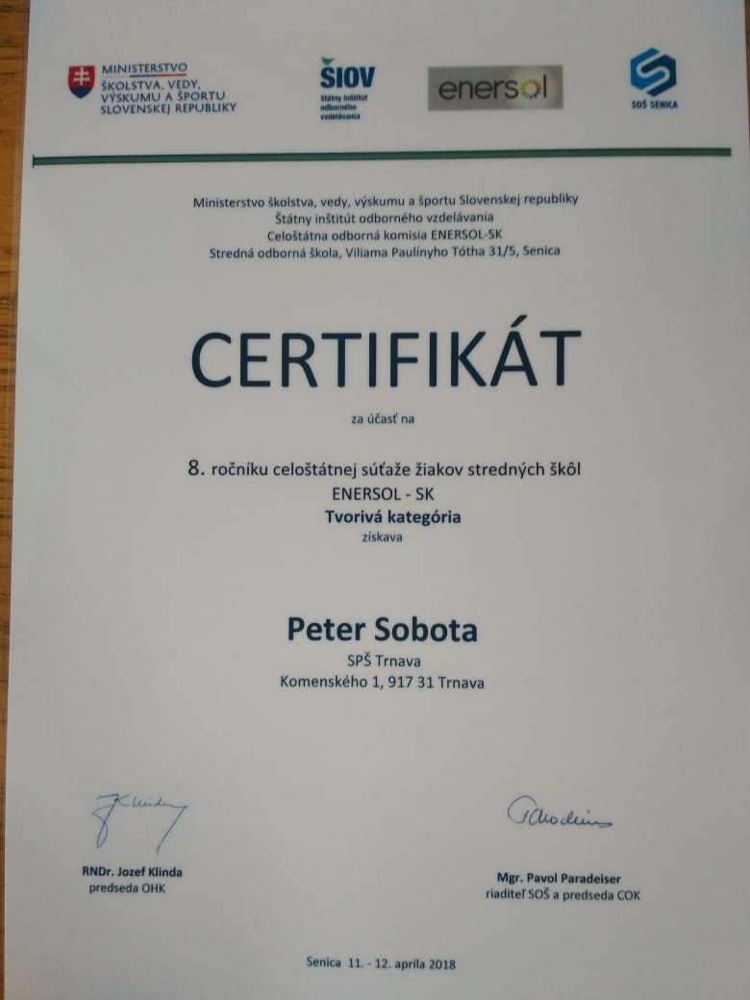 MINISTERSTVO
ŠKOLSTVA, VEDY,
VÝSKUMU A ŠPORTU
SLOVENSKEJ REPUBLIKY
ŠIOV
štátny inštitút
odborného
vzdelávania
enersol
SOŠ SENICA
Ministerstvo školstva, vedy, výskumu a športu Slovenskej republiky
Štátny inštitút odborného vzdelávania
Celoštátna odborná komisia ENERSOL-SK
Stredná odborná škola, Viliama Paulínyho Tótha 31/5, Senica
CERTIFIKÁT
za účasť na
8. ročníku celoštátnej súťaže žiakov stredných škôl
ENERSOL - SK
Tvorivá kategória
získava
Peter Sobota
SPŠ Trnava
Komenského 1, 917 31 Trnava
RNDr. Jozef Klinda
predseda OHK
Mgr. Pavol Paradeiser
riaditeľ SOŠ a predseda COK
Senica 11. - 12. apríla 2018